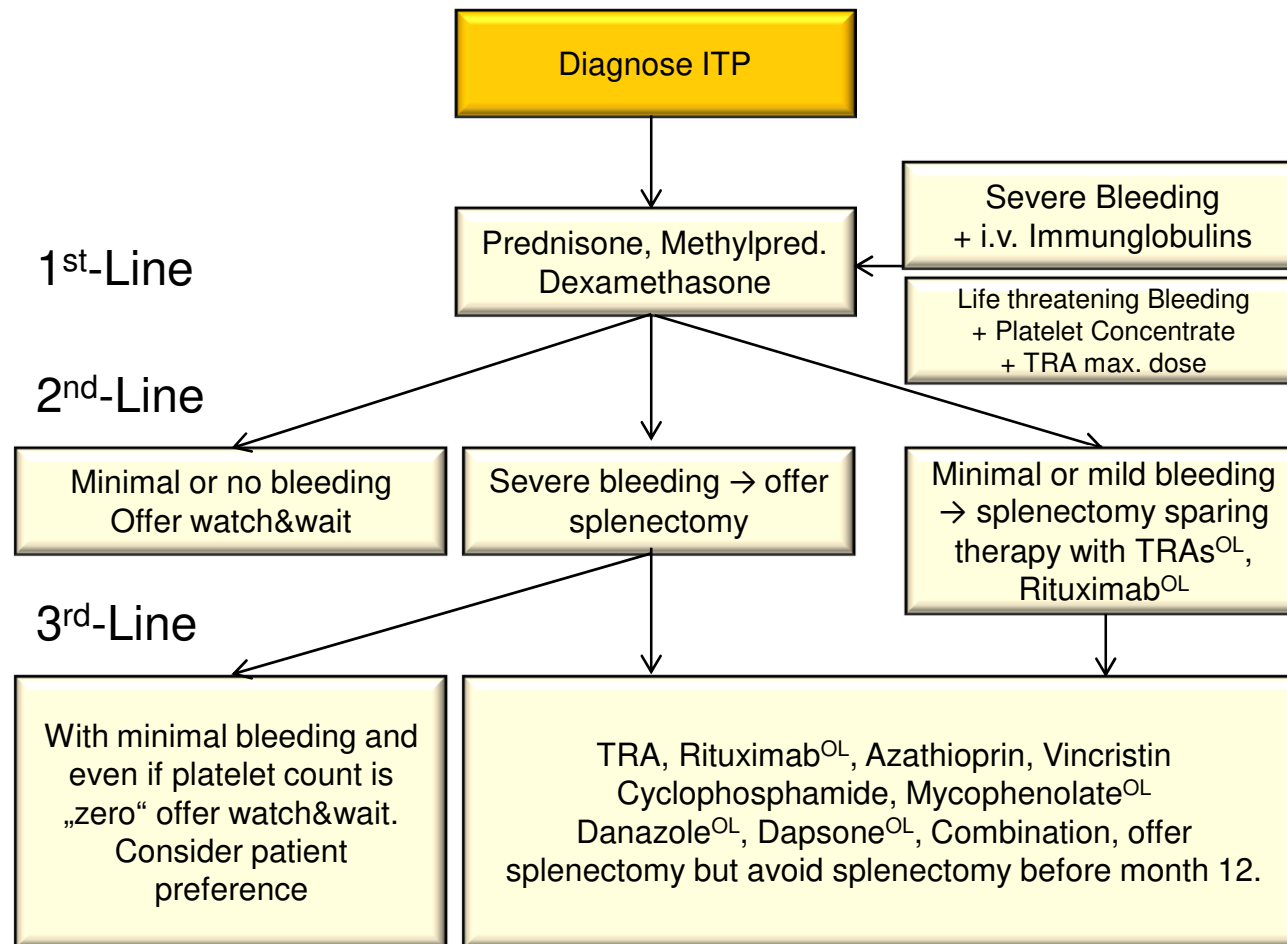 Diagnose ITP
Severe Bleeding
+ i.v. Immunglobulins
1st-Line
Prednisone, Methylpred.
Dexamethasone
Life threatening Bleeding
+ Platelet Concentrate
+ TRA max. dose
2nd-Line
Minimal or no bleeding
Offer watch&wait
Severe bleeding → offer
splenectomy
Minimal or mild bleeding
→ splenectomy sparing
therapy with TRAsOL,
RituximabOL
3rd-Line
With minimal bleeding and
even if platelet count is
„zero“ offer watch&wait.
Consider patient
preference
TRA, RituximabOL, Azathioprin, Vincristin
Cyclophosphamide, MycophenolateOL
DanazoleOL, DapsoneOL, Combination, offer
splenectomy but avoid splenectomy before month 12.